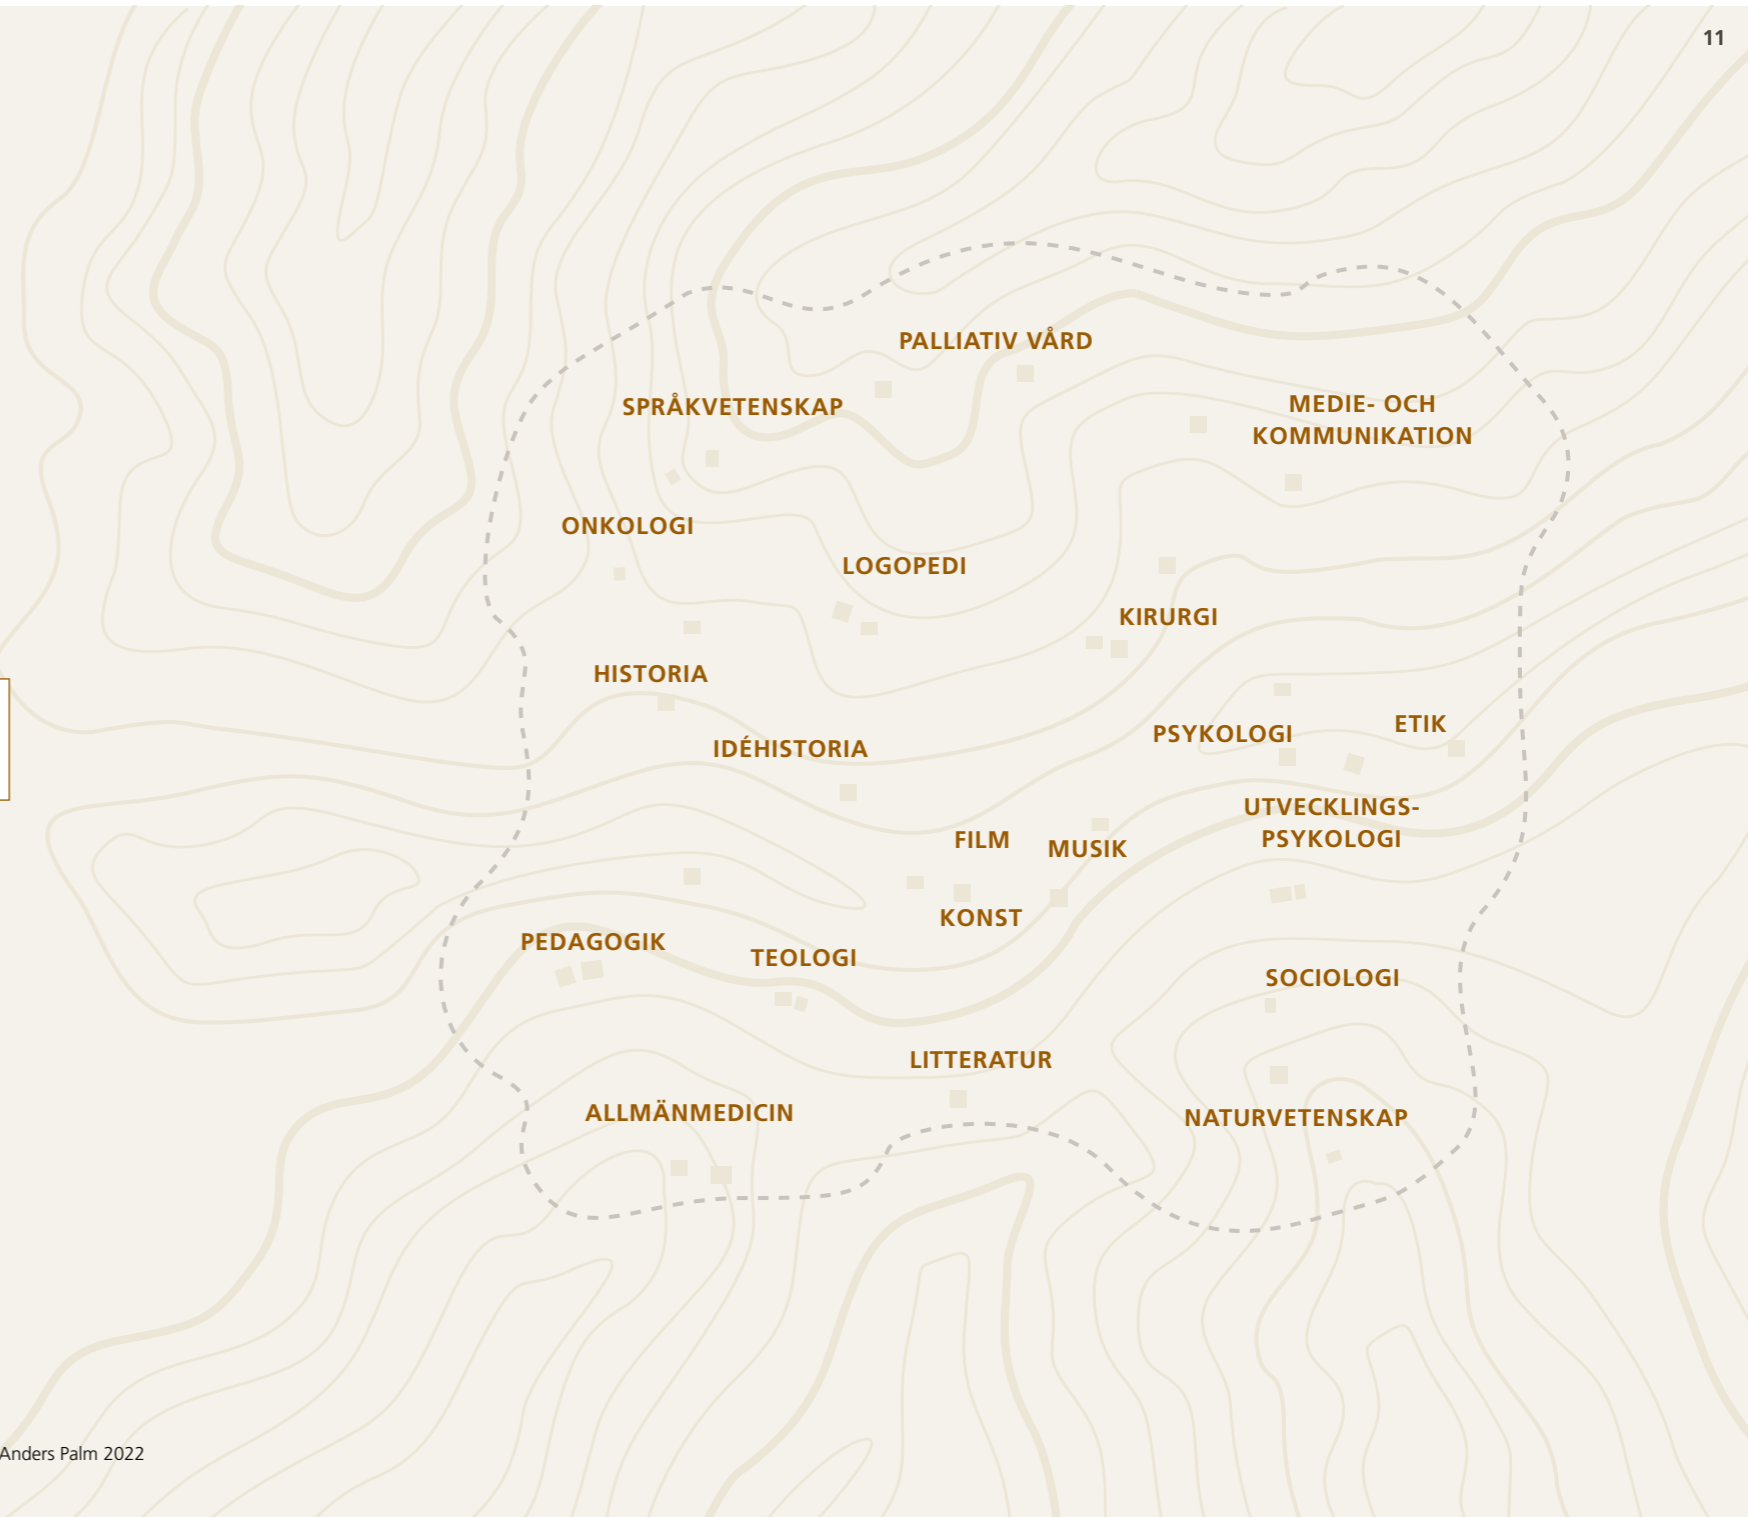 11
PALLIATIV VÅRD
SPRÅKVETENSKAP
MEDIE- OCH
KOMMUNIKATION
ONKOLOGI
LOGOPEDI
KIRURGI
HISTORIA
IDÉHISTORIA
PSYKOLOGI
ETIK
UTVECKLINGS-
PSYKOLOGI
FILM
MUSIK
KONST
PEDAGOGIK
TEOLOGI
SOCIOLOGI
LITTERATUR
ALLMÄNMEDICIN
NATURVETENSKAP
Anders Palm 2022